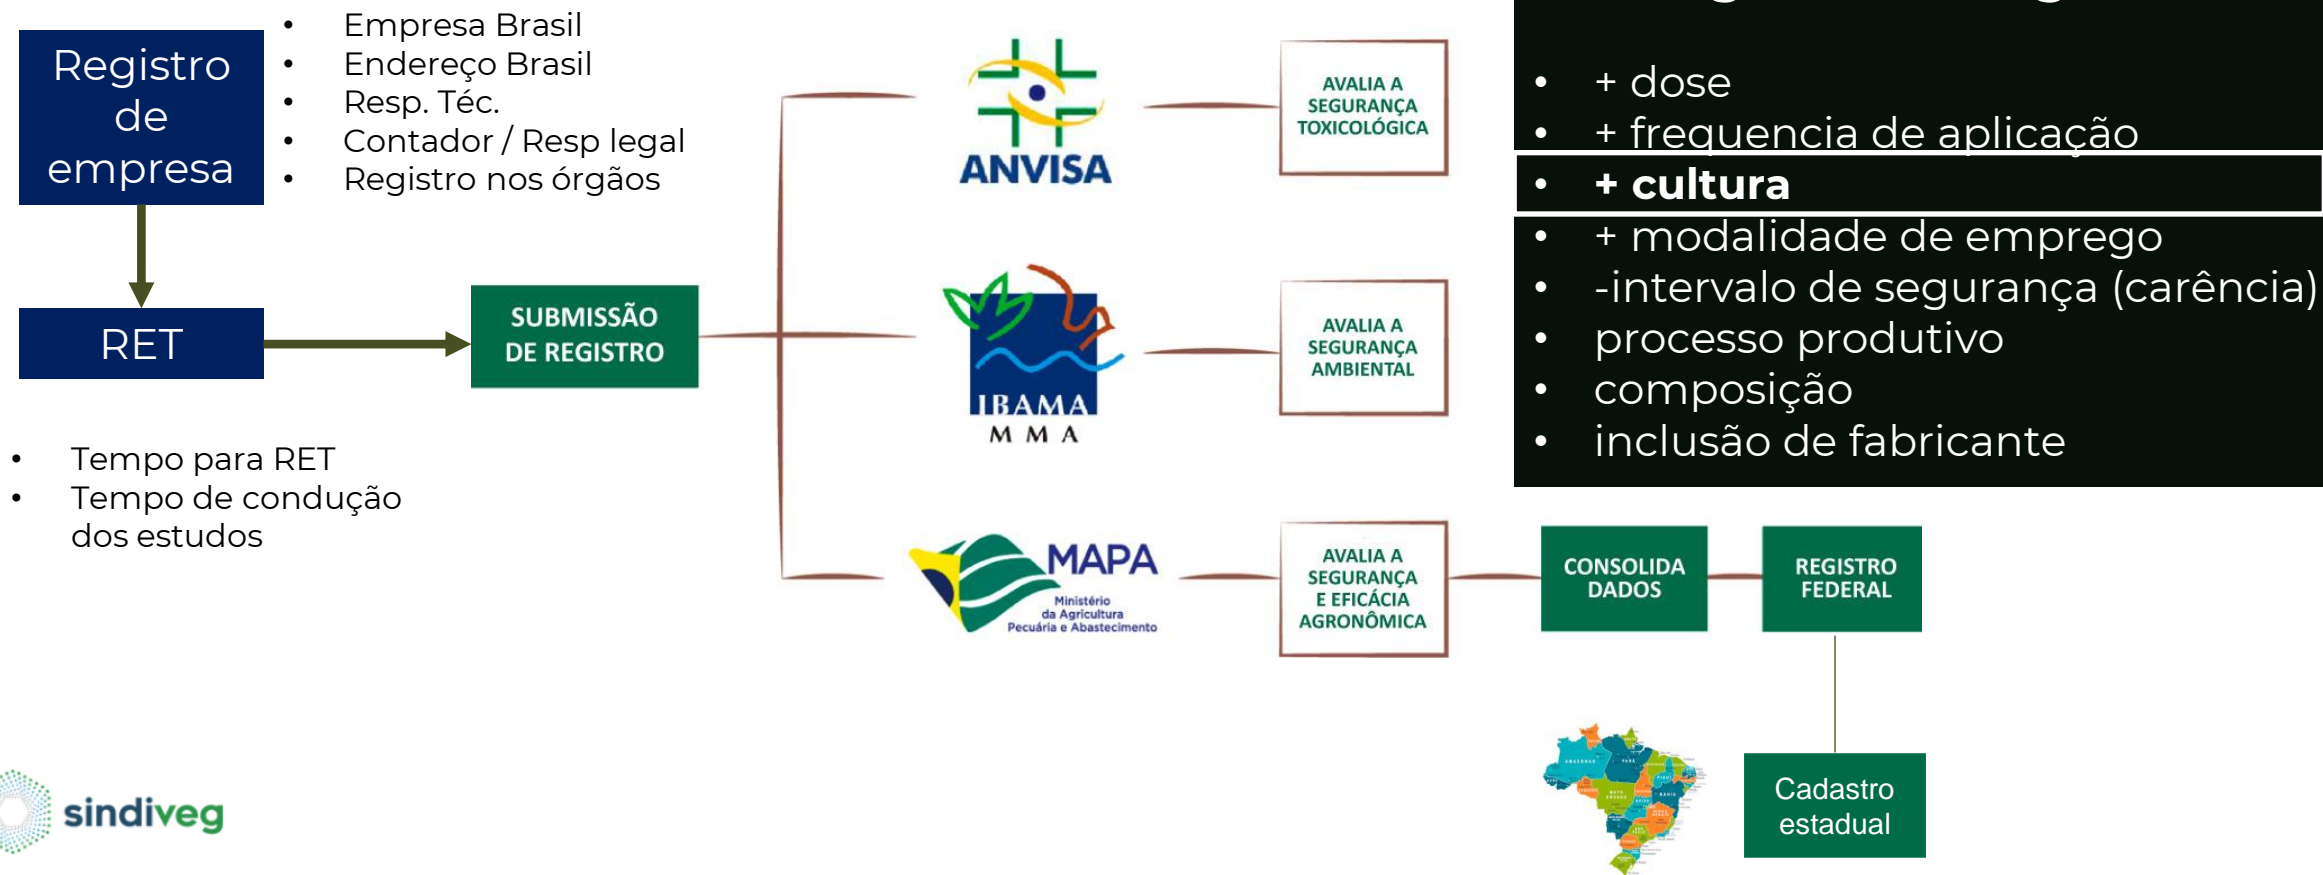 Registro
de
empresa
• Empresa Brasil
• Endereço Brasil
• Resp. Téc.
• Contador / Resp legal
• Registro nos órgãos
RET
• Tempo para RET
• Tempo de condução
dos estudos
SUBMISSÃO
DE REGISTRO
ANVISA
AVALIA A
SEGURANÇA
TOXICOLÓGICA
IBAMA
MMA
AVALIA A
SEGURANÇA
AMBIENTAL
MAPA
Ministério
da Agricultura
Pecuária e Abastecimento
AVALIA A
SEGURANÇA
E EFICÁCIA
AGRONÔMICA
CONSOLIDA
DADOS
REGISTRO
FEDERAL
Cadastro
estadual
• + dose
• + frequencia de aplicação
• + cultura
• + modalidade de emprego
• -intervalo de segurança (carência)
• processo produtivo
• composição
• inclusão de fabricante
AMAZONAS
PARÁ
BAHIA
sindiveg